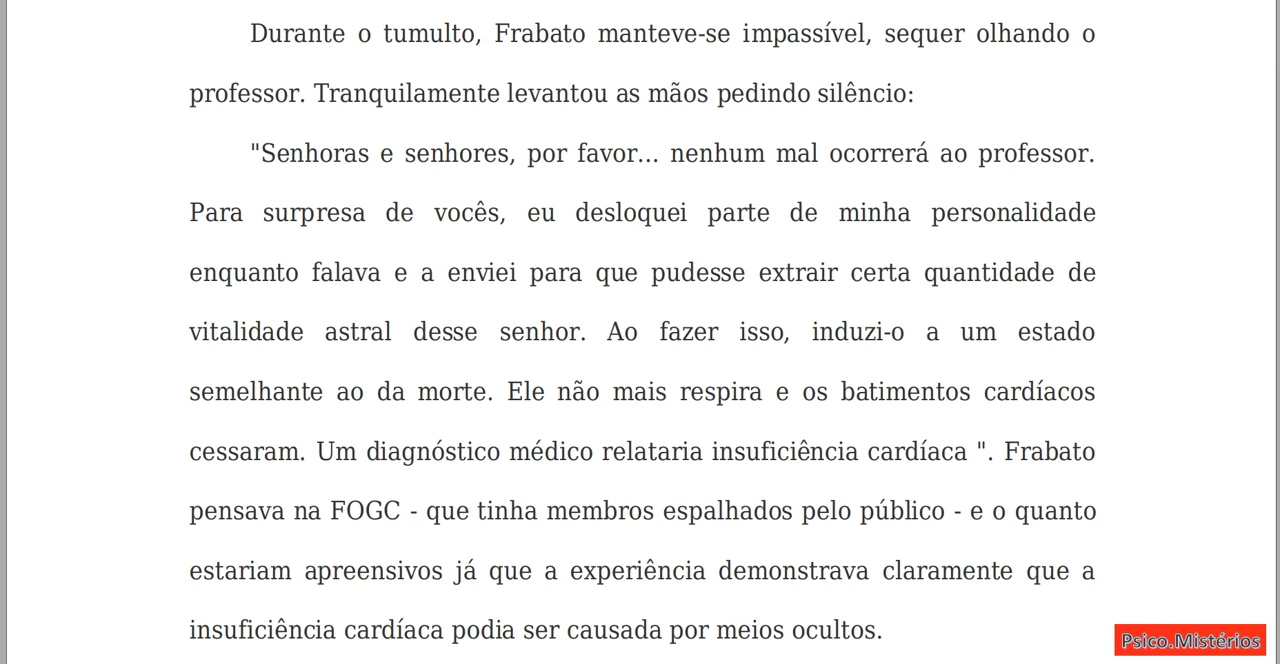 Durante o tumulto, Frabato manteve-se impassível, sequer olhando o
professor. Tranquilamente levantou as mãos pedindo silêncio:
"Senhoras e senhores, por favor... nenhum mal ocorrerá ao professor.
Para surpresa de vocês, eu desloquei parte de minha personalidade
enquanto falava e a enviei para que pudesse extrair certa quantidade de
vitalidade astral desse senhor. Ao fazer isso, induzi-o a um estado
semelhante ao da morte. Ele não mais respira e os batimentos cardíacos
cessaram. Um diagnóstico médico relataria insuficiência cardíaca ". Frabato
pensava na FOGC - que tinha membros espalhados pelo público - e o quanto
estariam apreensivos já que a experiência demonstrava claramente que a
insuficiência cardíaca podia ser causada por meios ocultos.
Psico.Mistérios